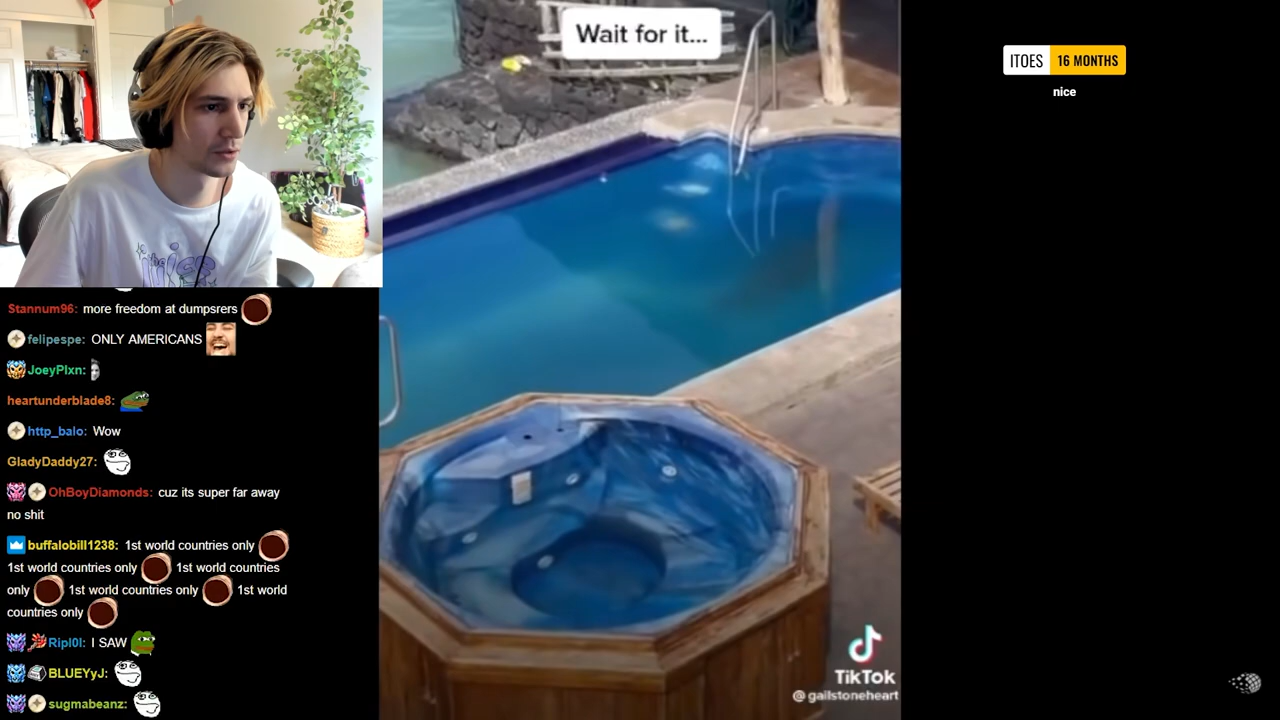 Wait for it...
ITOES 16 MONTHS
nice
Stannum96: more freedom at dumpsrers
felipespe: ONLY AMERICANS
JoeyPlxn:
heartunderblade8:
http_balo: Wow
GladyDaddy27:
OhBoyDiamonds: cuz its super far away
no shit
buffalobill1238: 1st world countries only
1st world countries only 1st world countries
only 1st world countries only 1st world
countries only
Ripl0l: I SAW
BLUEYyJ:
sugmabeanz:
TikTok
@gailstoneheart